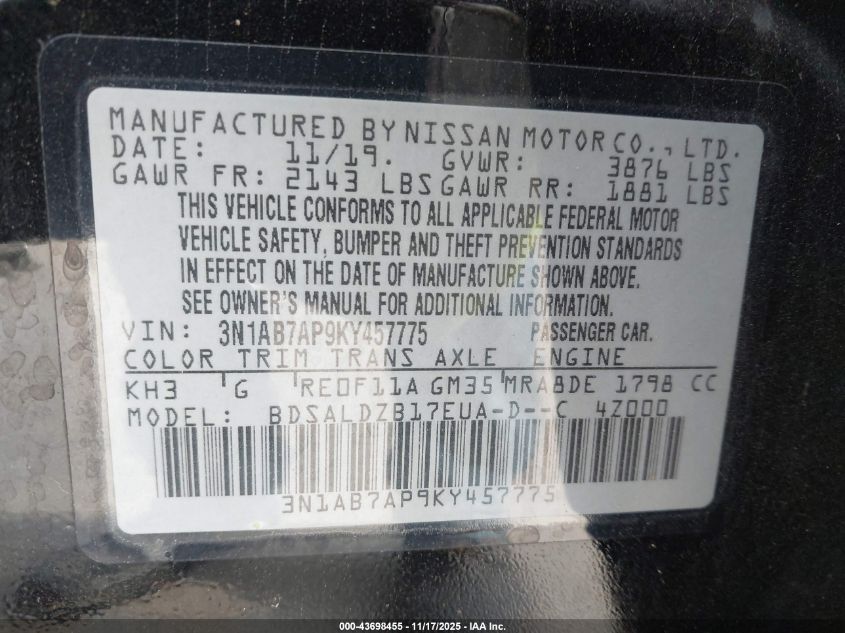 MANUFACTURED BY NISSAN MOTOR CO., LTD.
DATE: 11/19. GVWR: 3876 LBS
GAWR FR: 2143 LBS GAWR RR: 1881 LBS
THIS VEHICLE CONFORMS TO ALL APPLICABLE FEDERAL MOTOR
VEHICLE SAFETY, BUMPER AND THEFT PREVENTION STANDARDS
IN EFFECT ON THE DATE OF MANUFACTURE SHOWN ABOVE.
SEE OWNER'S MANUAL FOR ADDITIONAL INFORMATION.
VIN: 3N1AB7AP9KY457775 PASSENGER CAR.
COLOR TRIM TRANS AXLE ENGINE
KH3 G RE0F11A GM35 MRA8DE 1798 CC
MODEL: BDSALDZB17EUA-D--C 4Z000
3N1AB7AP9KY457775
000-43698455 - 11/17/2025 - IAA Inc.